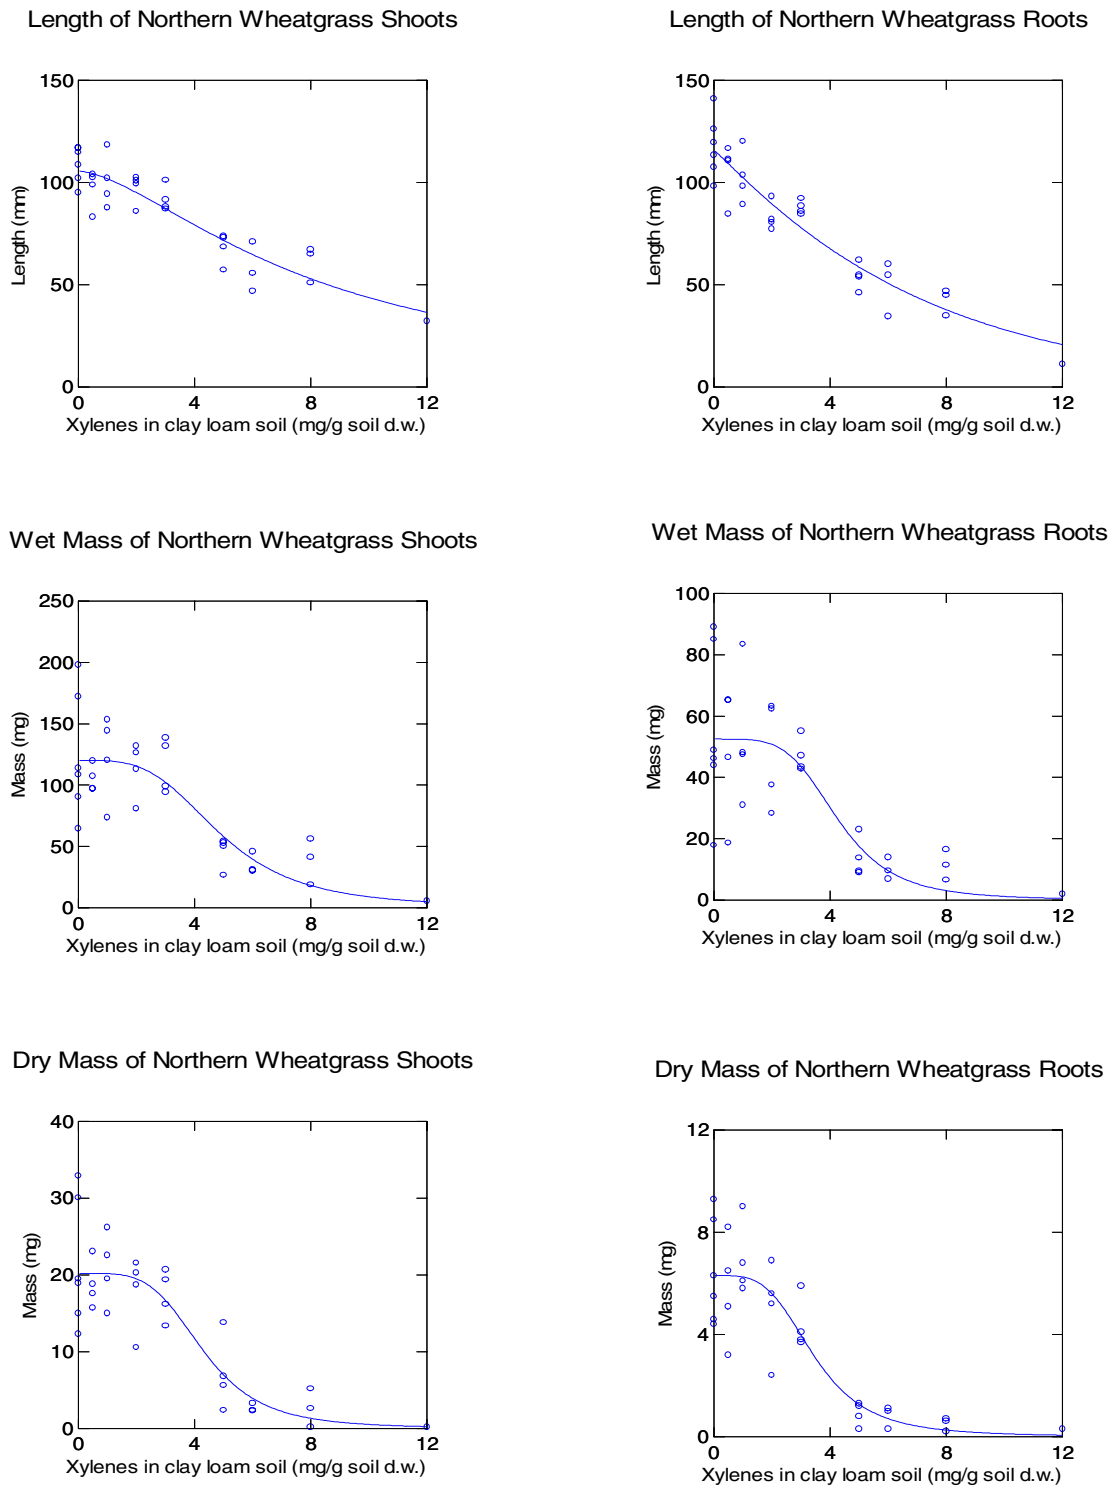 Length of Northern Wheatgrass Shoots
150
100
50
0
Length (mm)
0 4 8 12
Xylenes in clay loam soil (mg/g soil d.w.)
Length of Northern Wheatgrass Roots
150
100
50
0
Length (mm)
0 4 8 12
Xylenes in clay loam soil (mg/g soil d.w.)
Wet Mass of Northern Wheatgrass Shoots
250
200
150
100
50
0
Mass (mg)
0 4 8 12
Xylenes in clay loam soil (mg/g soil d.w.)
Wet Mass of Northern Wheatgrass Roots
100
80
60
40
20
0
Mass (mg)
0 4 8 12
Xylenes in clay loam soil (mg/g soil d.w.)
Dry Mass of Northern Wheatgrass Shoots
40
30
20
10
0
Mass (mg)
0 4 8 12
Xylenes in clay loam soil (mg/g soil d.w.)
Dry Mass of Northern Wheatgrass Roots
12
8
4
0
Mass (mg)
0 4 8 12
Xylenes in clay loam soil (mg/g soil d.w.)